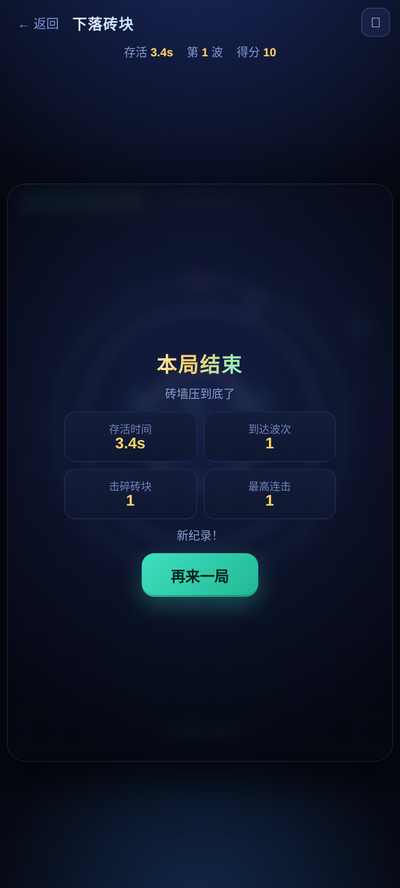 ← 返回 下落砖块
存活 3.4s 第 1 波 得分 10
本局结束
砖墙压到底了
存活时间 到达波次
3.4s 1
击碎砖块 最高连击
1 1
新纪录！
再来一局